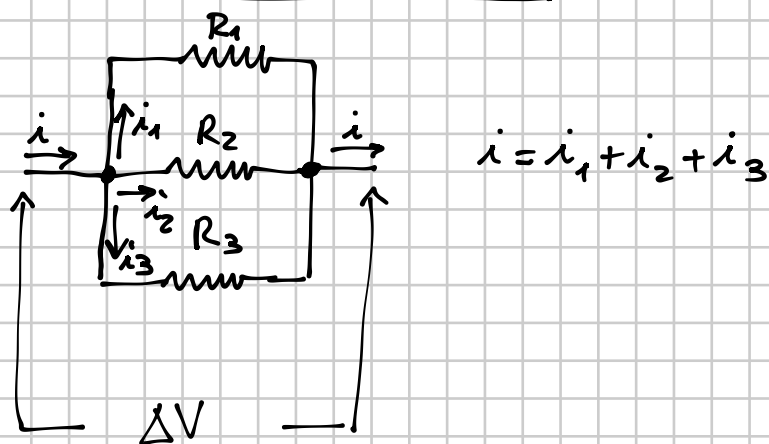 R₁
i
i₁
R₂
i
i = i₁ + i₂ + i₃
i₂
R₃
i₃
ΔV